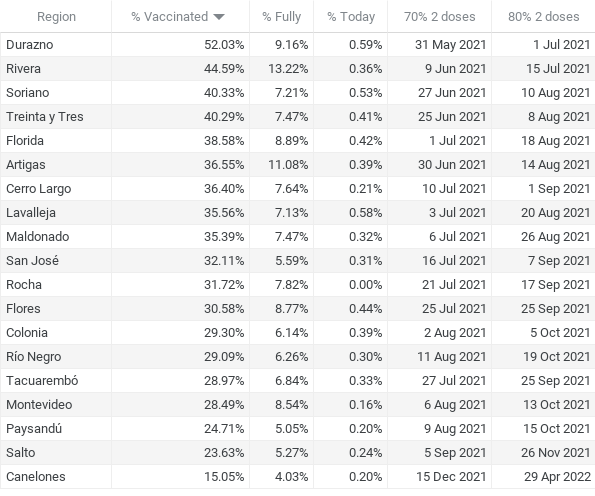 Region % Vaccinated % Fully % Today 70% 2 doses 80% 2 doses
Durazno 52.03% 9.16% 0.59% 31 May 2021 1 Jul 2021
Rivera 44.59% 13.22% 0.36% 9 Jun 2021 15 Jul 2021
Soriano 40.33% 7.21% 0.53% 27 Jun 2021 10 Aug 2021
Treinta y Tres 40.29% 7.47% 0.41% 25 Jun 2021 8 Aug 2021
Florida 38.58% 8.89% 0.42% 1 Jul 2021 18 Aug 2021
Artigas 36.55% 11.08% 0.39% 30 Jun 2021 14 Aug 2021
Cerro Largo 36.40% 7.64% 0.21% 10 Jul 2021 1 Sep 2021
Lavalleja 35.56% 7.13% 0.58% 3 Jul 2021 20 Aug 2021
Maldonado 35.39% 7.47% 0.32% 6 Jul 2021 26 Aug 2021
San José 32.11% 5.59% 0.31% 16 Jul 2021 7 Sep 2021
Rocha 31.72% 7.82% 0.00% 21 Jul 2021 17 Sep 2021
Flores 30.58% 8.77% 0.44% 25 Jul 2021 25 Sep 2021
Colonia 29.30% 6.14% 0.39% 2 Aug 2021 5 Oct 2021
Río Negro 29.09% 6.26% 0.30% 11 Aug 2021 19 Oct 2021
Tacuarembó 28.97% 6.84% 0.33% 27 Jul 2021 25 Sep 2021
Montevideo 28.49% 8.54% 0.16% 6 Aug 2021 13 Oct 2021
Paysandú 24.71% 5.05% 0.20% 9 Aug 2021 15 Oct 2021
Salto 23.63% 5.27% 0.24% 5 Sep 2021 26 Nov 2021
Canelones 15.05% 4.03% 0.20% 15 Dec 2021 29 Apr 2022